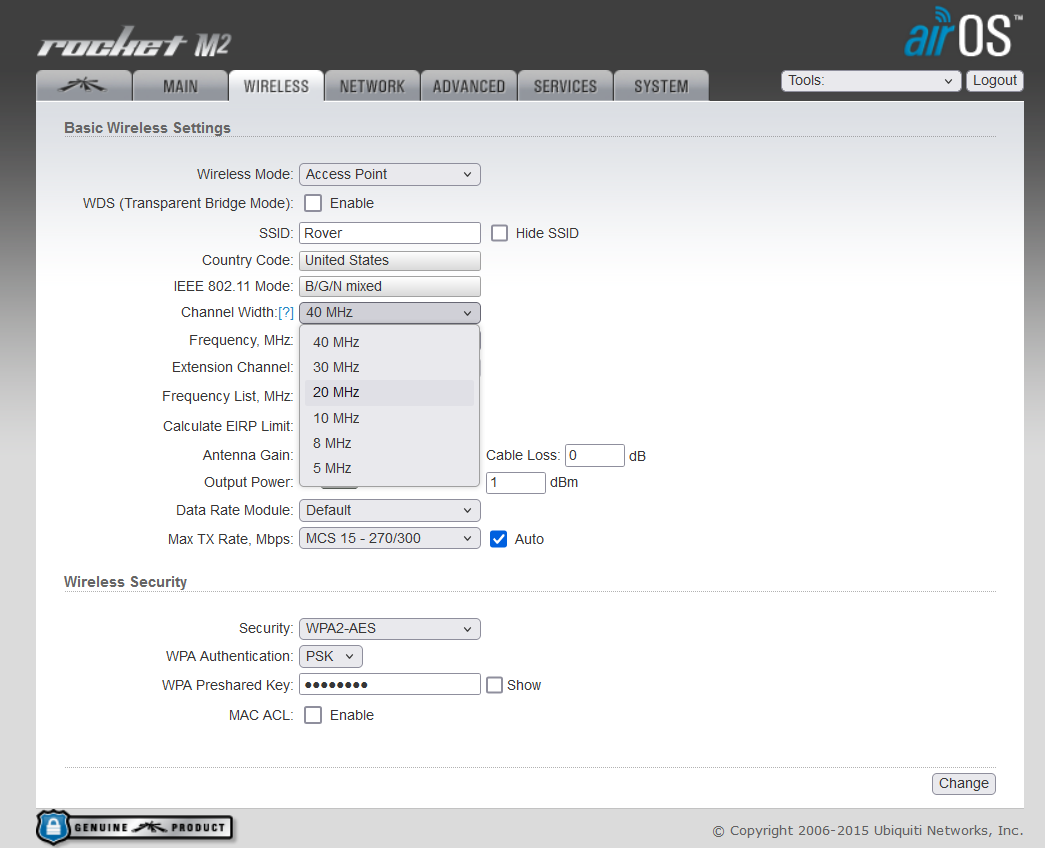 rocket M2
airOS™
MAIN WIRELESS NETWORK ADVANCED SERVICES SYSTEM Tools: Logout
Basic Wireless Settings
Wireless Mode: Access Point
WDS (Transparent Bridge Mode): Enable
SSID: Rover Hide SSID
Country Code: United States
IEEE 802.11 Mode: B/G/N mixed
Channel Width:[?] 40 MHz
Frequency, MHz: 40 MHz
Extension Channel: 30 MHz
Frequency List, MHz: 20 MHz
Calculate EIRP Limit: 10 MHz
Antenna Gain: 8 MHz Cable Loss: 0 dB
Output Power: 5 MHz 1 dBm
Data Rate Module: Default
Max TX Rate, Mbps: MCS 15 - 270/300 Auto
Wireless Security
Security: WPA2-AES
WPA Authentication: PSK
WPA Preshared Key: ●●●●●●●● Show
MAC ACL: Enable
Change
GENUINE PRODUCT
© Copyright 2006-2015 Ubiquiti Networks, Inc.